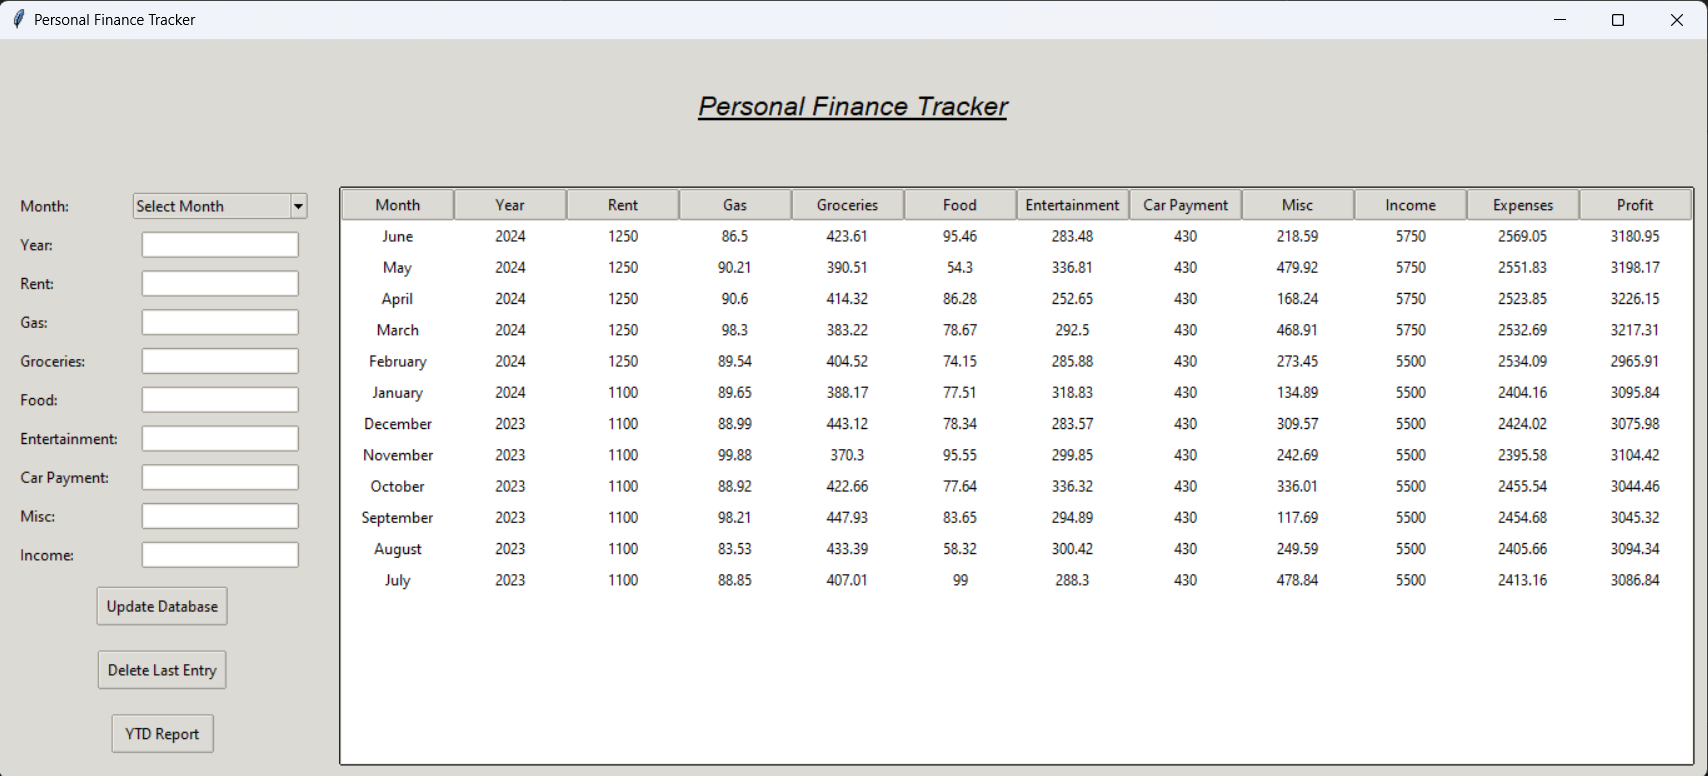 Personal Finance Tracker
Personal Finance Tracker
Month: Select Month
Year:
Rent:
Gas:
Groceries:
Food:
Entertainment:
Car Payment:
Misc:
Income:
Update Database
Delete Last Entry
YTD Report
Month Year Rent Gas Groceries Food Entertainment Car Payment Misc Income Expenses Profit
June 2024 1250 86.5 423.61 95.46 283.48 430 218.59 5750 2569.05 3180.95
May 2024 1250 90.21 390.51 54.3 336.81 430 479.92 5750 2551.83 3198.17
April 2024 1250 90.6 414.32 86.28 252.65 430 168.24 5750 2523.85 3226.15
March 2024 1250 98.3 383.22 78.67 292.5 430 468.91 5750 2532.69 3217.31
February 2024 1250 89.54 404.52 74.15 285.88 430 273.45 5500 2534.09 2965.91
January 2024 1100 89.65 388.17 77.51 318.83 430 134.89 5500 2404.16 3095.84
December 2023 1100 88.99 443.12 78.34 283.57 430 309.57 5500 2424.02 3075.98
November 2023 1100 99.88 370.3 95.55 299.85 430 242.69 5500 2395.58 3104.42
October 2023 1100 88.92 422.66 77.64 336.32 430 336.01 5500 2455.54 3044.46
September 2023 1100 98.21 447.93 83.65 294.89 430 117.69 5500 2454.68 3045.32
August 2023 1100 83.53 433.39 58.32 300.42 430 249.59 5500 2405.66 3094.34
July 2023 1100 88.85 407.01 99 288.3 430 478.84 5500 2413.16 3086.84